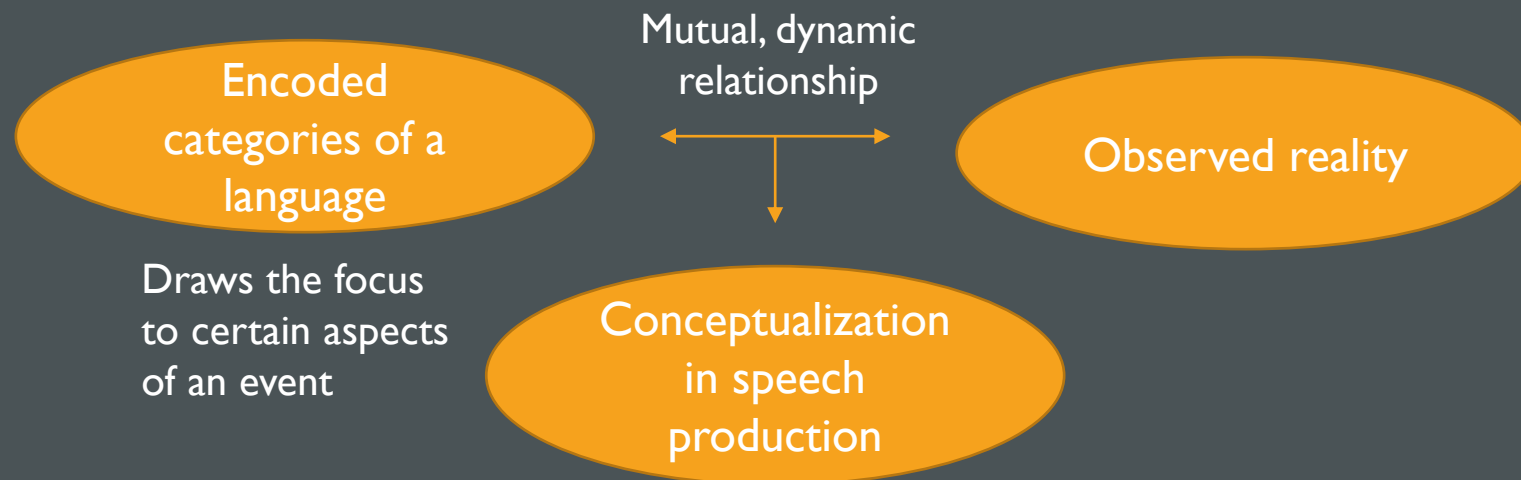 Mutual, dynamic
relationship
Encoded
categories of a
language
Observed reality
Draws the focus
to certain aspects
of an event
Conceptualization
in speech
production